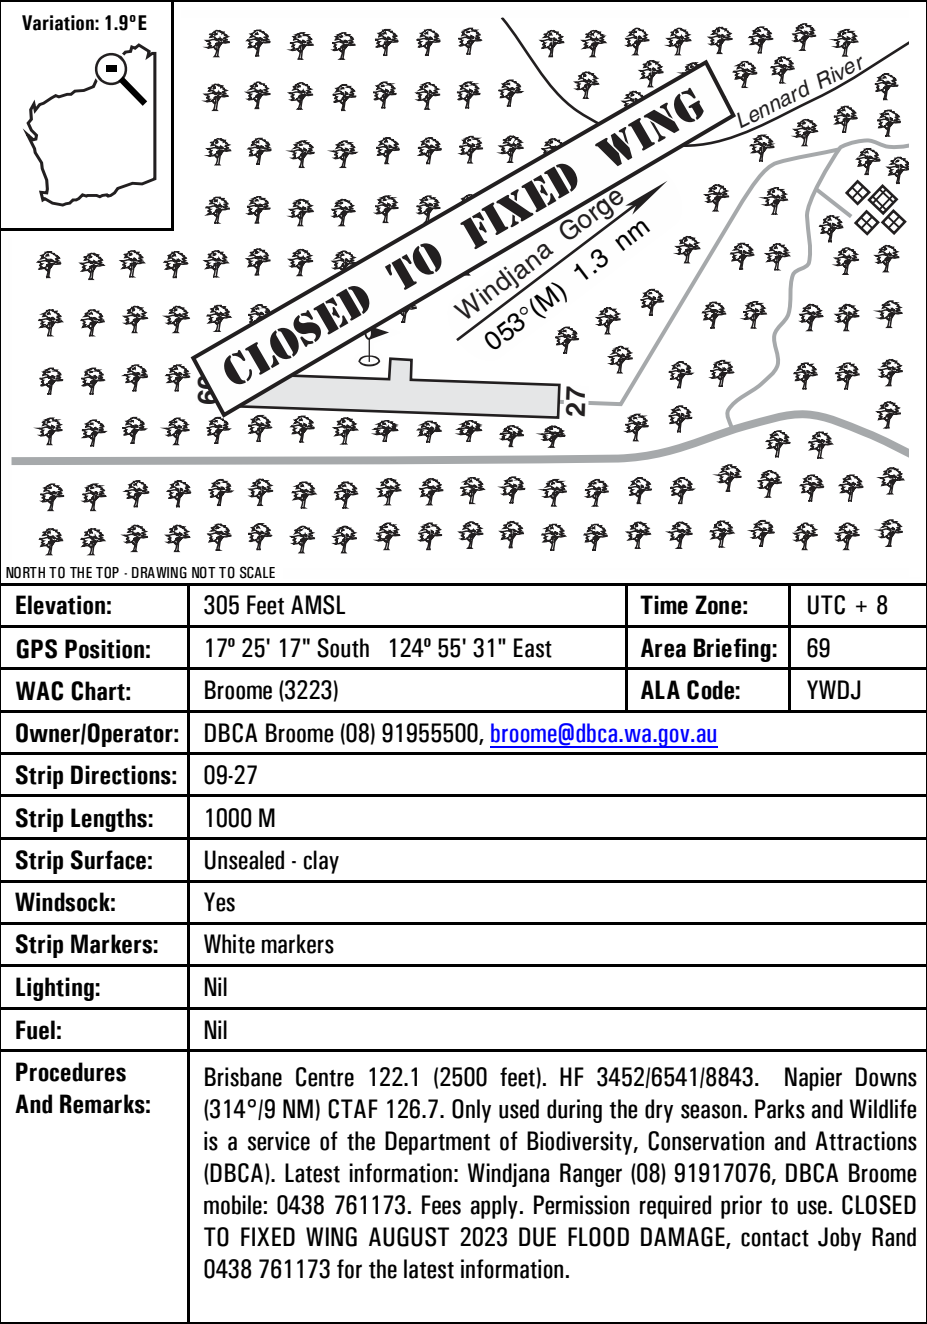 Variation: 1.9ºE
Lennard River
CLOSED TO FIXED WING
Windjana Gorge
053°(M) 1.3 nm
09
27
NORTH TO THE TOP - DRAWING NOT TO SCALE
Elevation: 305 Feet AMSL Time Zone: UTC + 8
GPS Position: 17º 25' 17" South 124º 55' 31" East Area Briefing: 69
WAC Chart: Broome (3223) ALA Code: YWDJ
Owner/Operator: DBCA Broome (08) 91955500, broome@dbca.wa.gov.au
Strip Directions: 09-27
Strip Lengths: 1000 M
Strip Surface: Unsealed - clay
Windsock: Yes
Strip Markers: White markers
Lighting: Nil
Fuel: Nil
Procedures
And Remarks:
Brisbane Centre 122.1 (2500 feet). HF 3452/6541/8843. Napier Downs
(314°/9 NM) CTAF 126.7. Only used during the dry season. Parks and Wildlife
is a service of the Department of Biodiversity, Conservation and Attractions
(DBCA). Latest information: Windjana Ranger (08) 91917076, DBCA Broome
mobile: 0438 761173. Fees apply. Permission required prior to use. CLOSED
TO FIXED WING AUGUST 2023 DUE FLOOD DAMAGE, contact Joby Rand
0438 761173 for the latest information.